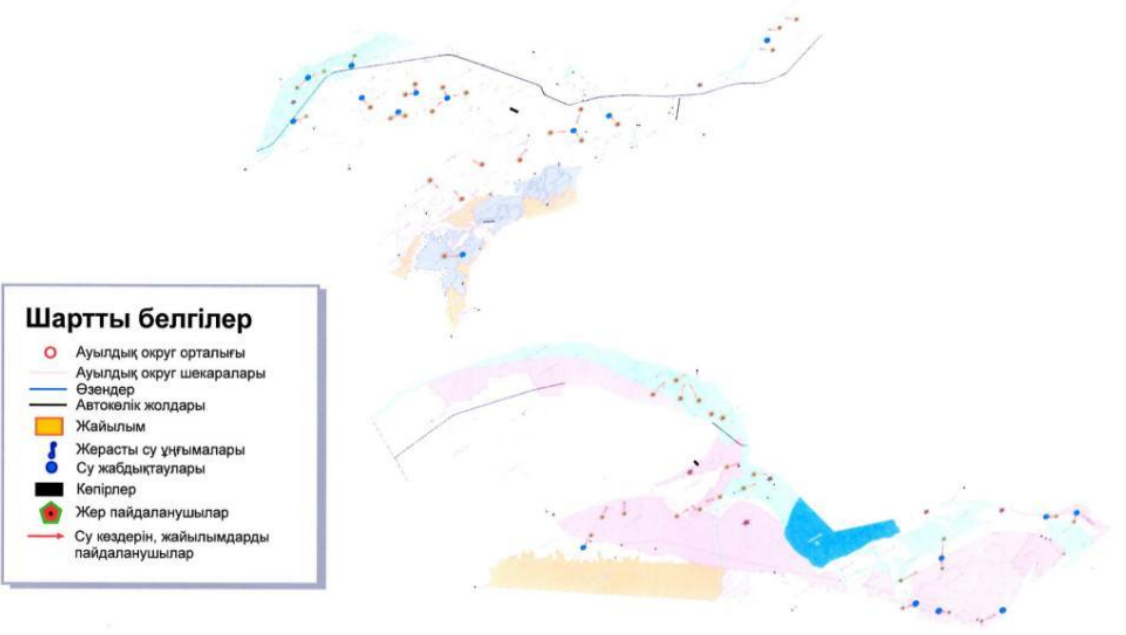 Шартты белгілер
Ауылдық округ орталығы
Ауылдық округ шекаралары
Өзендер
Автокөлік жолдары
Жайылым
Жерасты су ұңғымалары
Су жабдықтаулары
Көпірлер
Жер пайдаланушылар
Су көздерін, жайылымдарды
пайдаланушылар